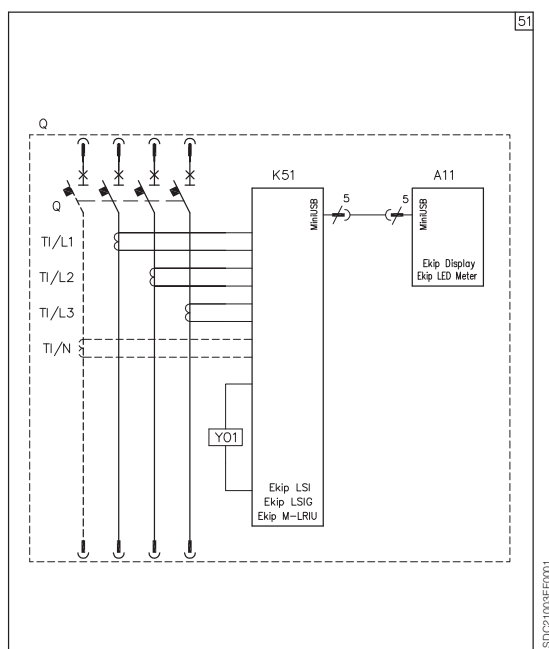 51
Q
K51
A11
Q
MiniUSB
5
5
MiniUSB
TI/L1
TI/L2
TI/L3
TI/N
Ekip Display
Ekip LED Meter
YO1
Ekip LSI
Ekip LSIG
Ekip M-LRIU
SDC21003EF0001